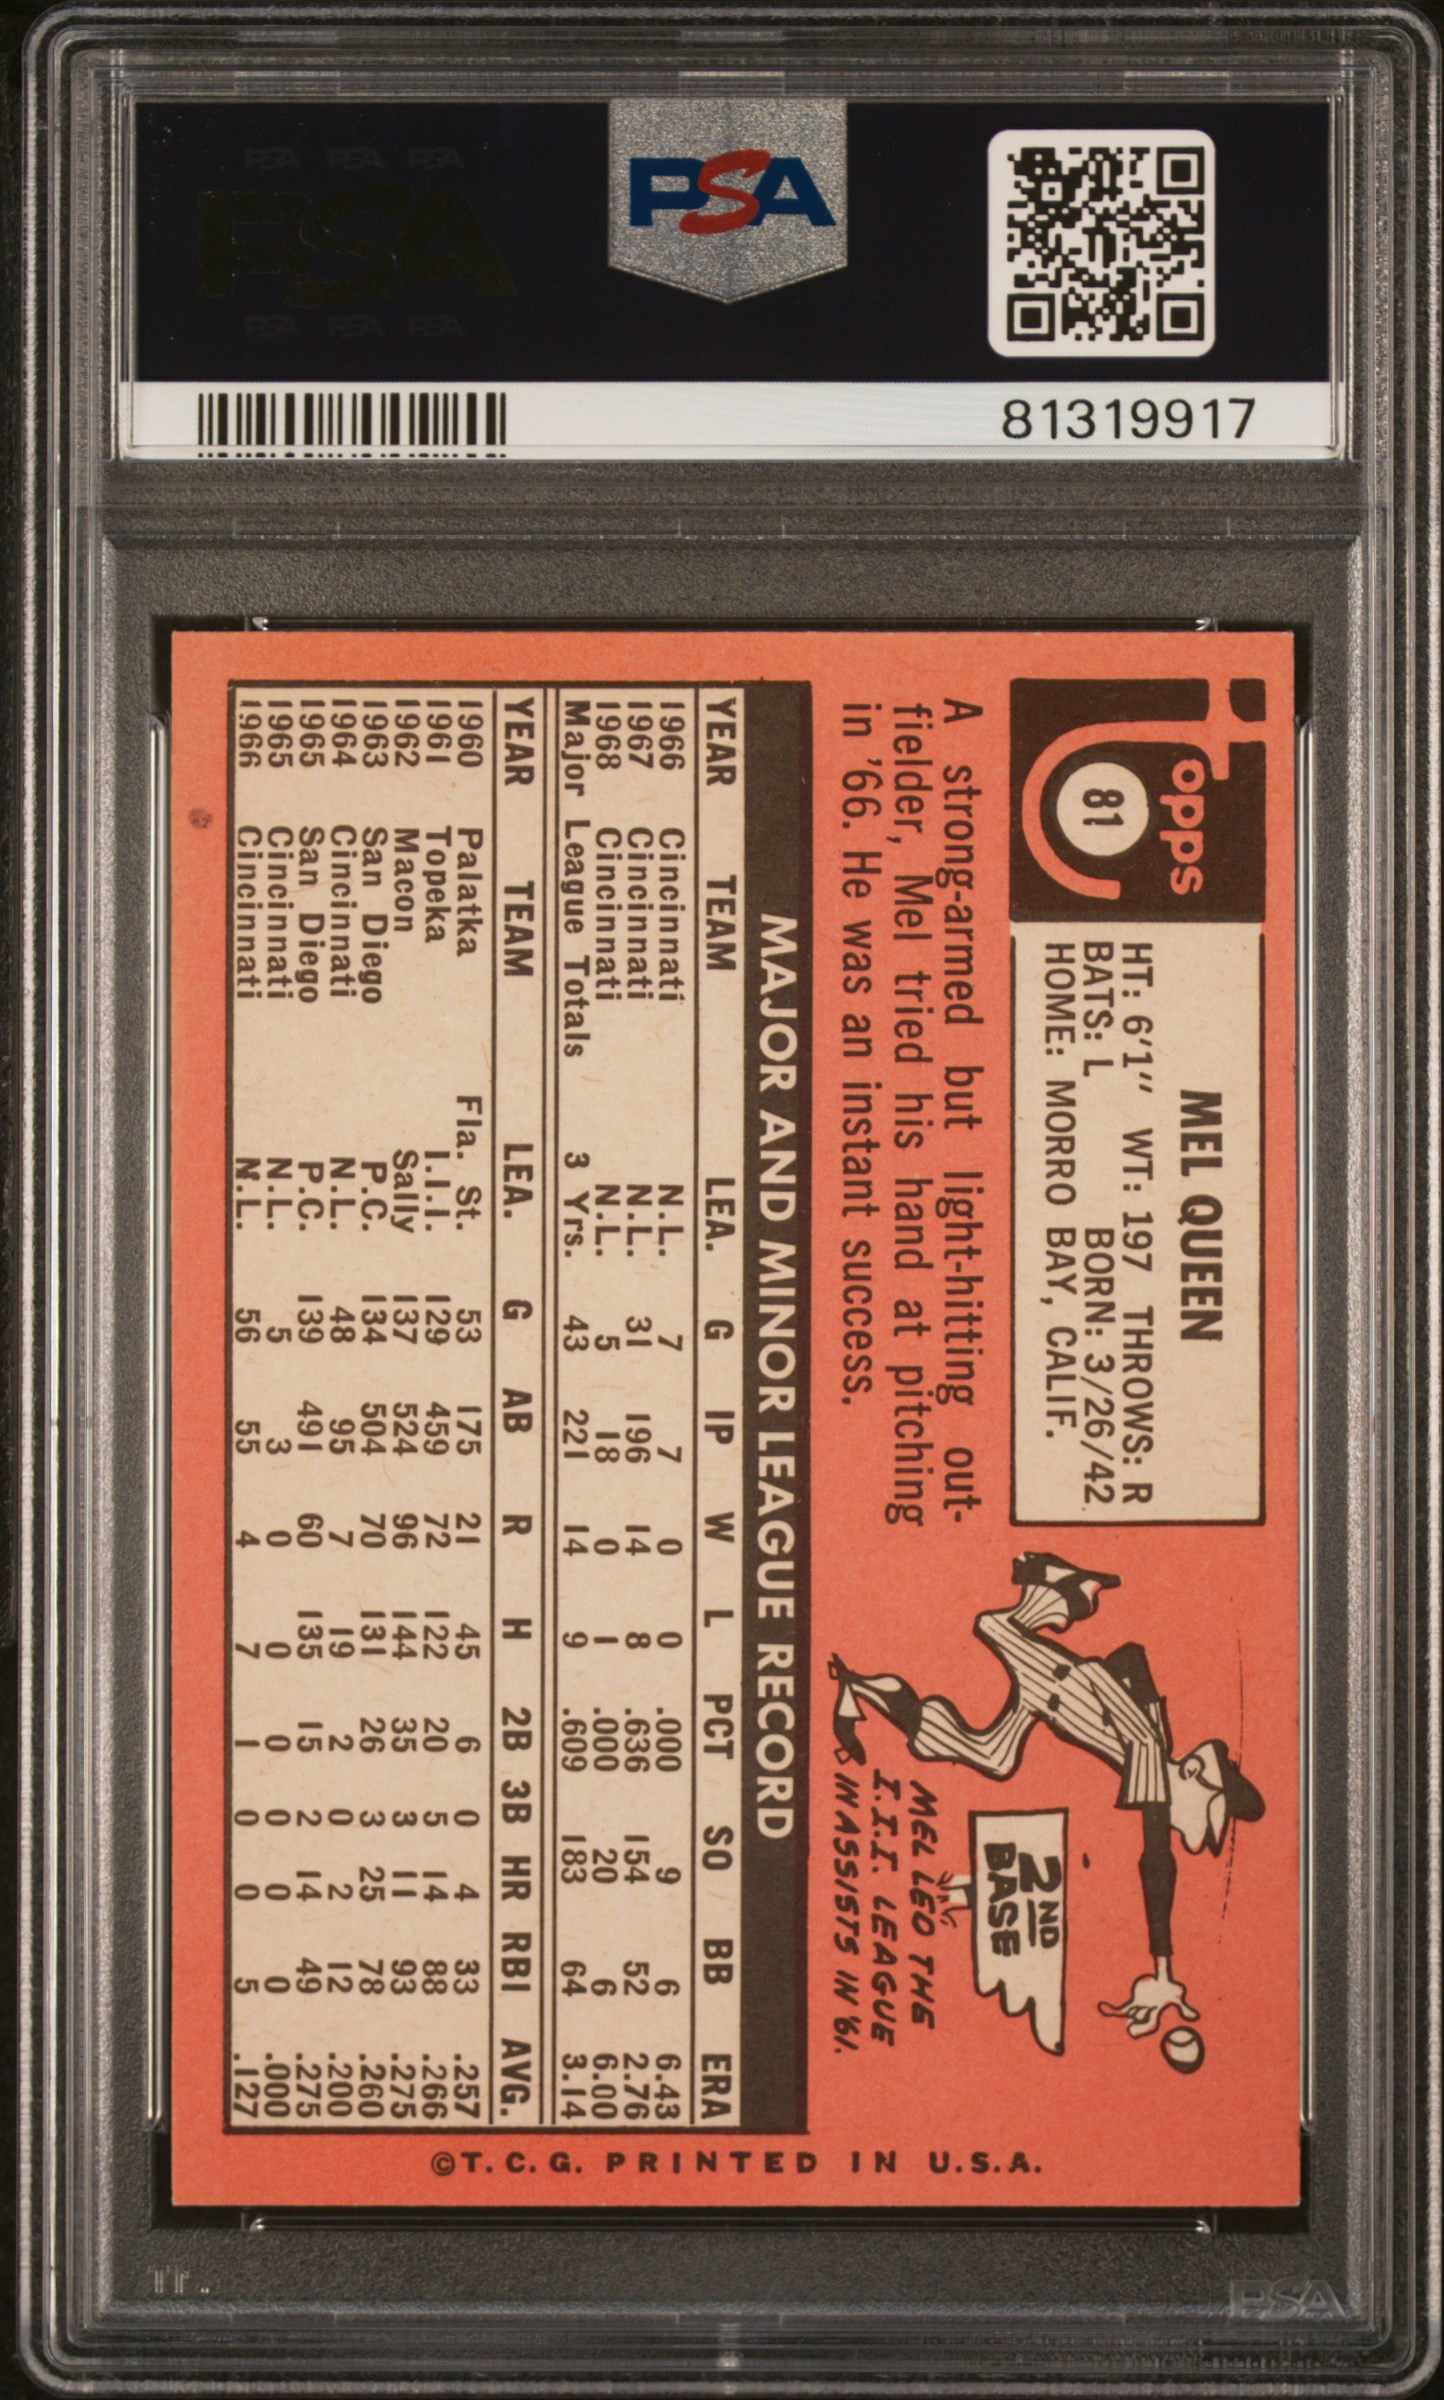 PSA PSA PSA
PSA
PSA PSA PSA
PSA
81319917
Topps
81
MEL QUEEN
HT: 6'1" WT: 197 THROWS: R
BATS: L BORN: 3/26/42
HOME: MORRO BAY, CALIF.
A strong-armed but light-hitting out-
fielder, Mel tried his hand at pitching
in '66. He was an instant success.
2ND
BASE
MEL LED THE
I.I.I. LEAGUE
IN ASSISTS IN '61.
MAJOR AND MINOR LEAGUE RECORD
YEAR TEAM LEA. G IP W L PCT SO BB ERA
1966 Cincinnati N.L. 7 7 0 0 .000 9 6 6.43
1967 Cincinnati N.L. 31 196 14 8 .636 154 52 2.76
1968 Cincinnati N.L. 5 18 0 1 .000 20 6 6.00
Major League Totals 3 Yrs. 43 221 14 9 .609 183 64 3.14
YEAR TEAM LEA. G AB R H 2B 3B HR RBI AVG.
1960 Palatka Fla. St. 53 175 21 45 6 0 4 33 .257
1961 Topeka I.I.I. 129 459 72 122 20 5 14 88 .266
1962 Macon Sally 137 524 96 144 35 3 11 93 .275
1963 San Diego P.C. 134 504 70 131 26 3 25 78 .260
1964 Cincinnati N.L. 48 95 7 19 2 0 2 12 .200
1965 San Diego P.C. 139 491 60 135 15 2 14 49 .275
1965 Cincinnati N.L. 5 3 0 0 0 0 0 0 .000
1966 Cincinnati N.L. 56 55 4 7 1 0 0 5 .127
©T.C.G. PRINTED IN U.S.A.
PSA